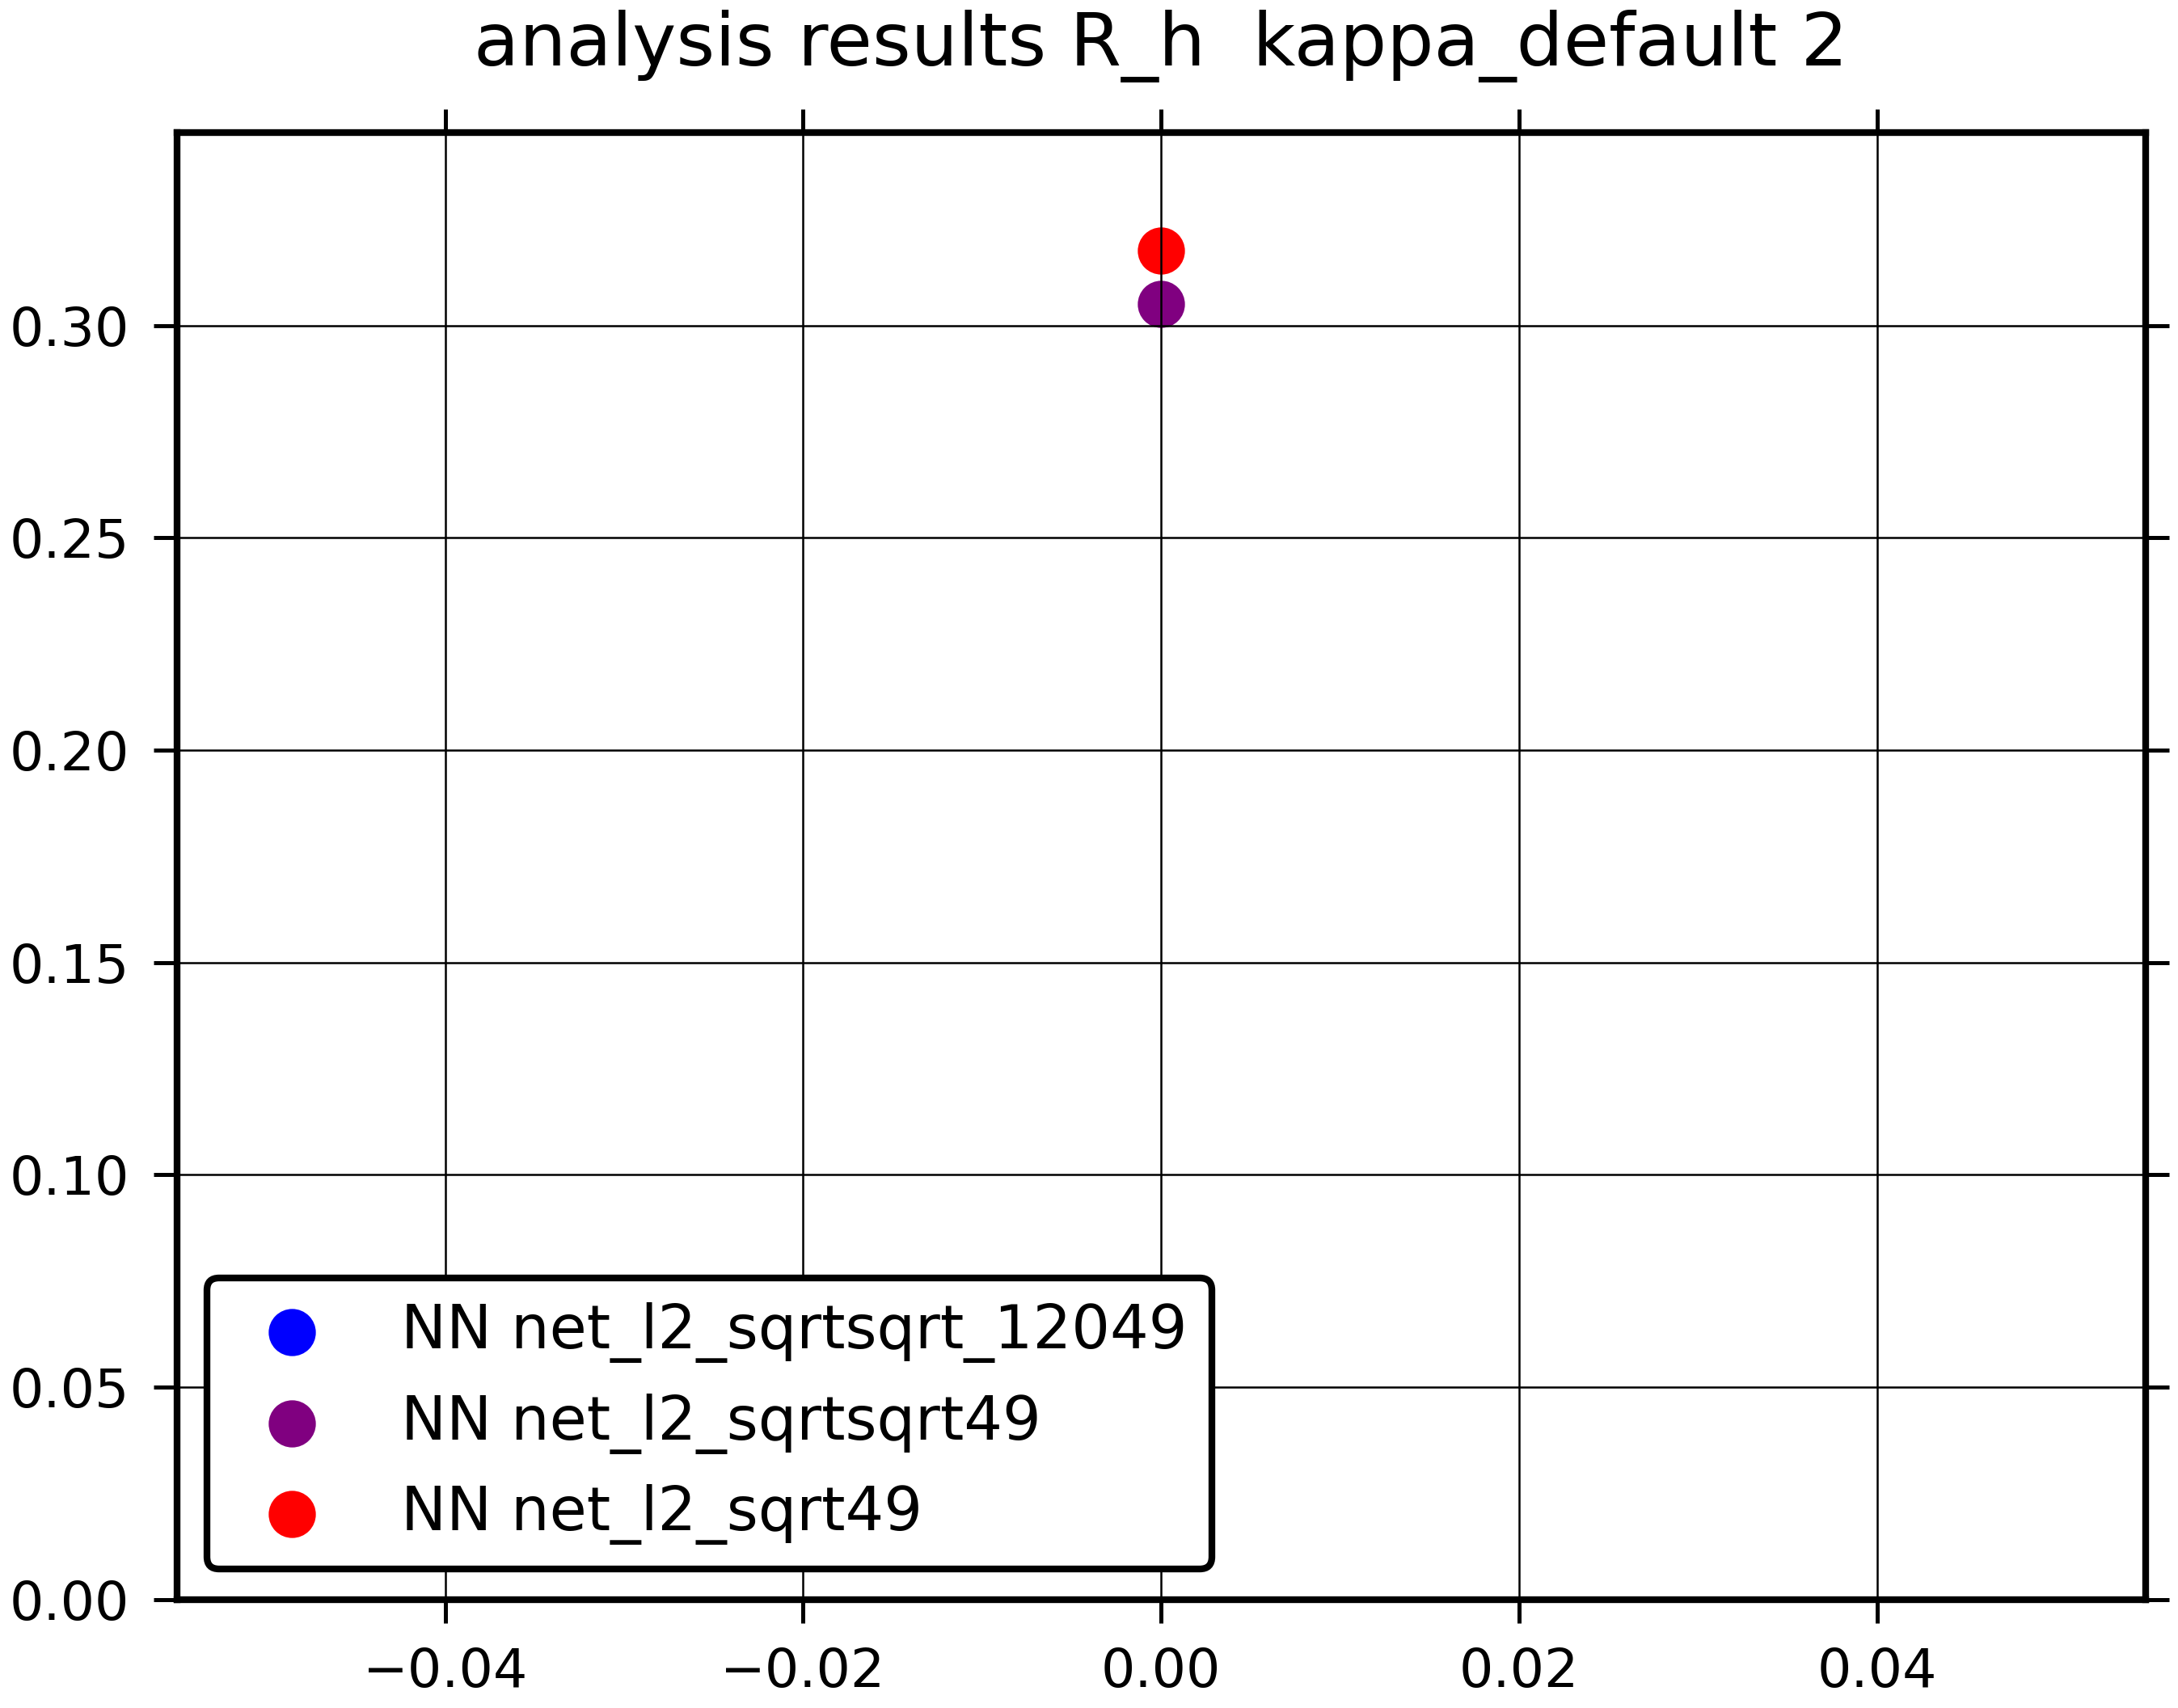 analysis results R_h  kappa_default 2
0.30
0.25
0.20
0.15
0.10
0.05
0.00
NN net_l2_sqrtsqrt_12049
NN net_l2_sqrtsqrt49
NN net_l2_sqrt49
−0.04 −0.02 0.00 0.02 0.04